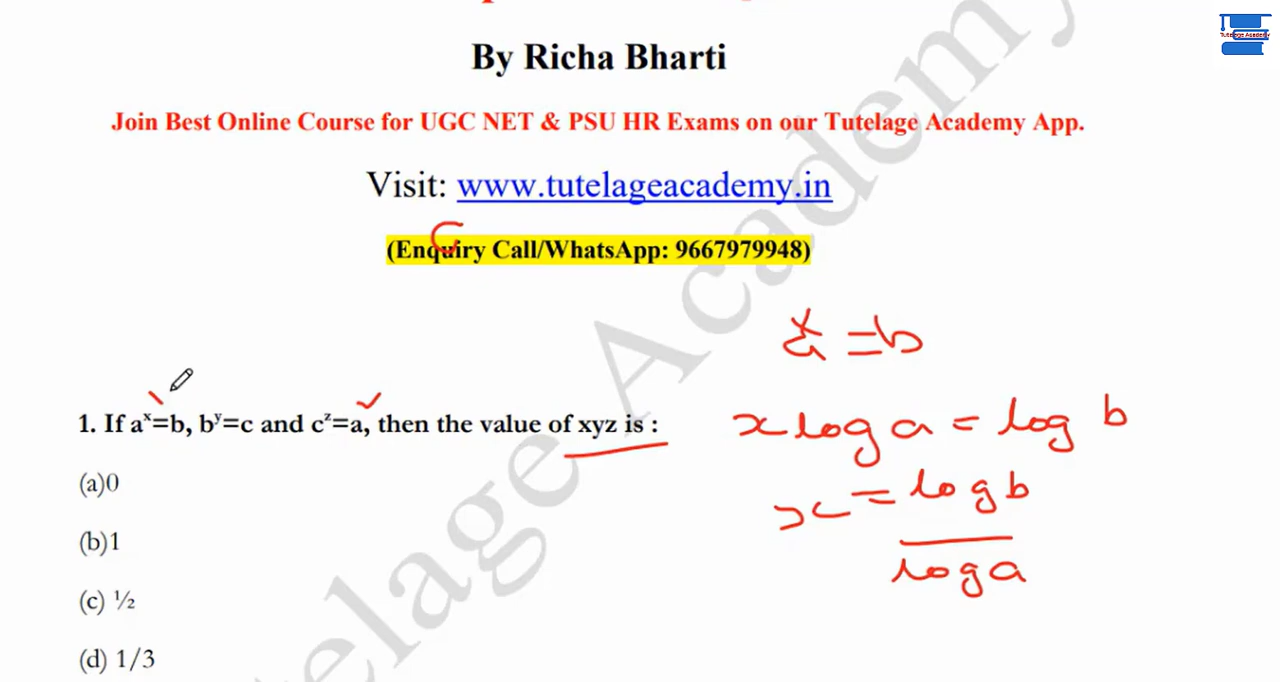 By Richa Bharti
Tutelage Academy
Join Best Online Course for UGC NET & PSU HR Exams on our Tutelage Academy App.
Visit: www.tutelageacademy.in
(Enquiry Call/WhatsApp: 9667979948)
aˣ =b
1. If aˣ=b, bʸ=c and cᶻ=a, then the value of xyz is :
x log a = log b
(a)0
x = log b
log a
(b)1
(c) ½
(d) 1/3
telage Academy